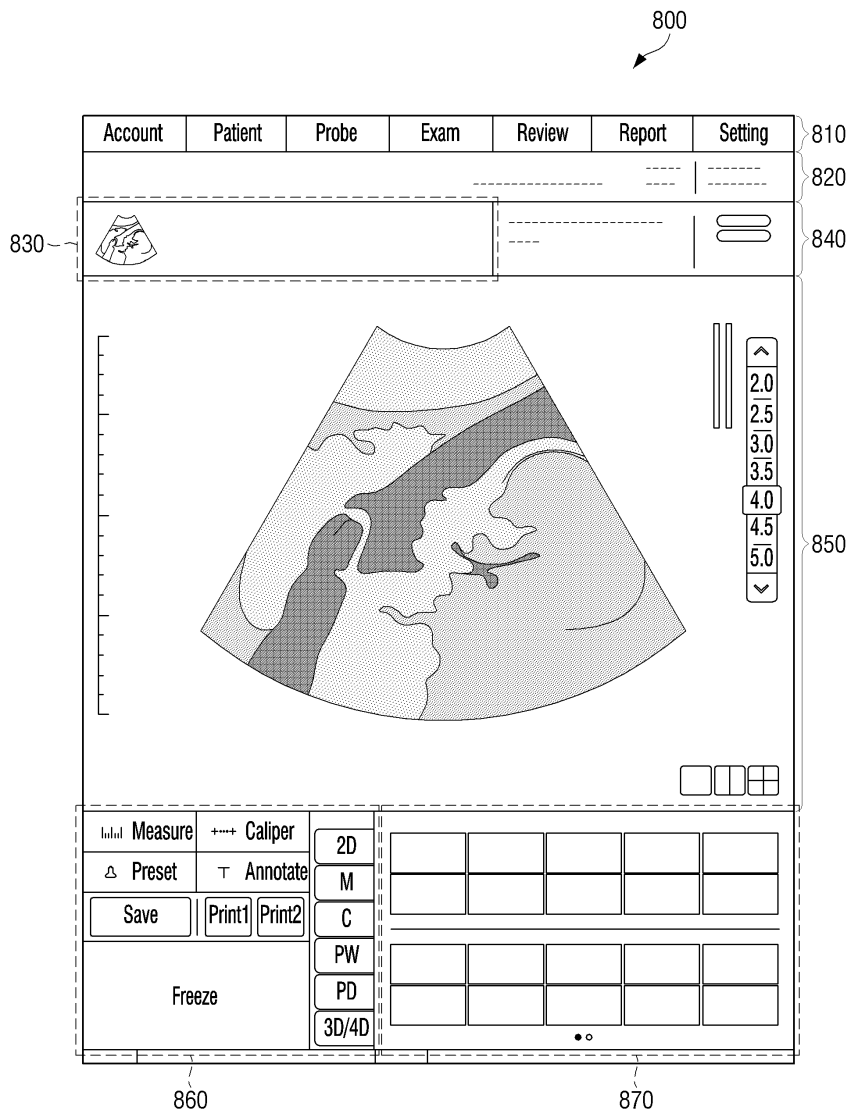 800
Account Patient Probe Exam Review Report Setting
810
820
830
840
2.0
2.5
3.0
3.5
4.0
4.5
5.0
850
Measure Caliper
Preset Annotate
Save Print1 Print2
Freeze
2D
M
C
PW
PD
3D/4D
860
870